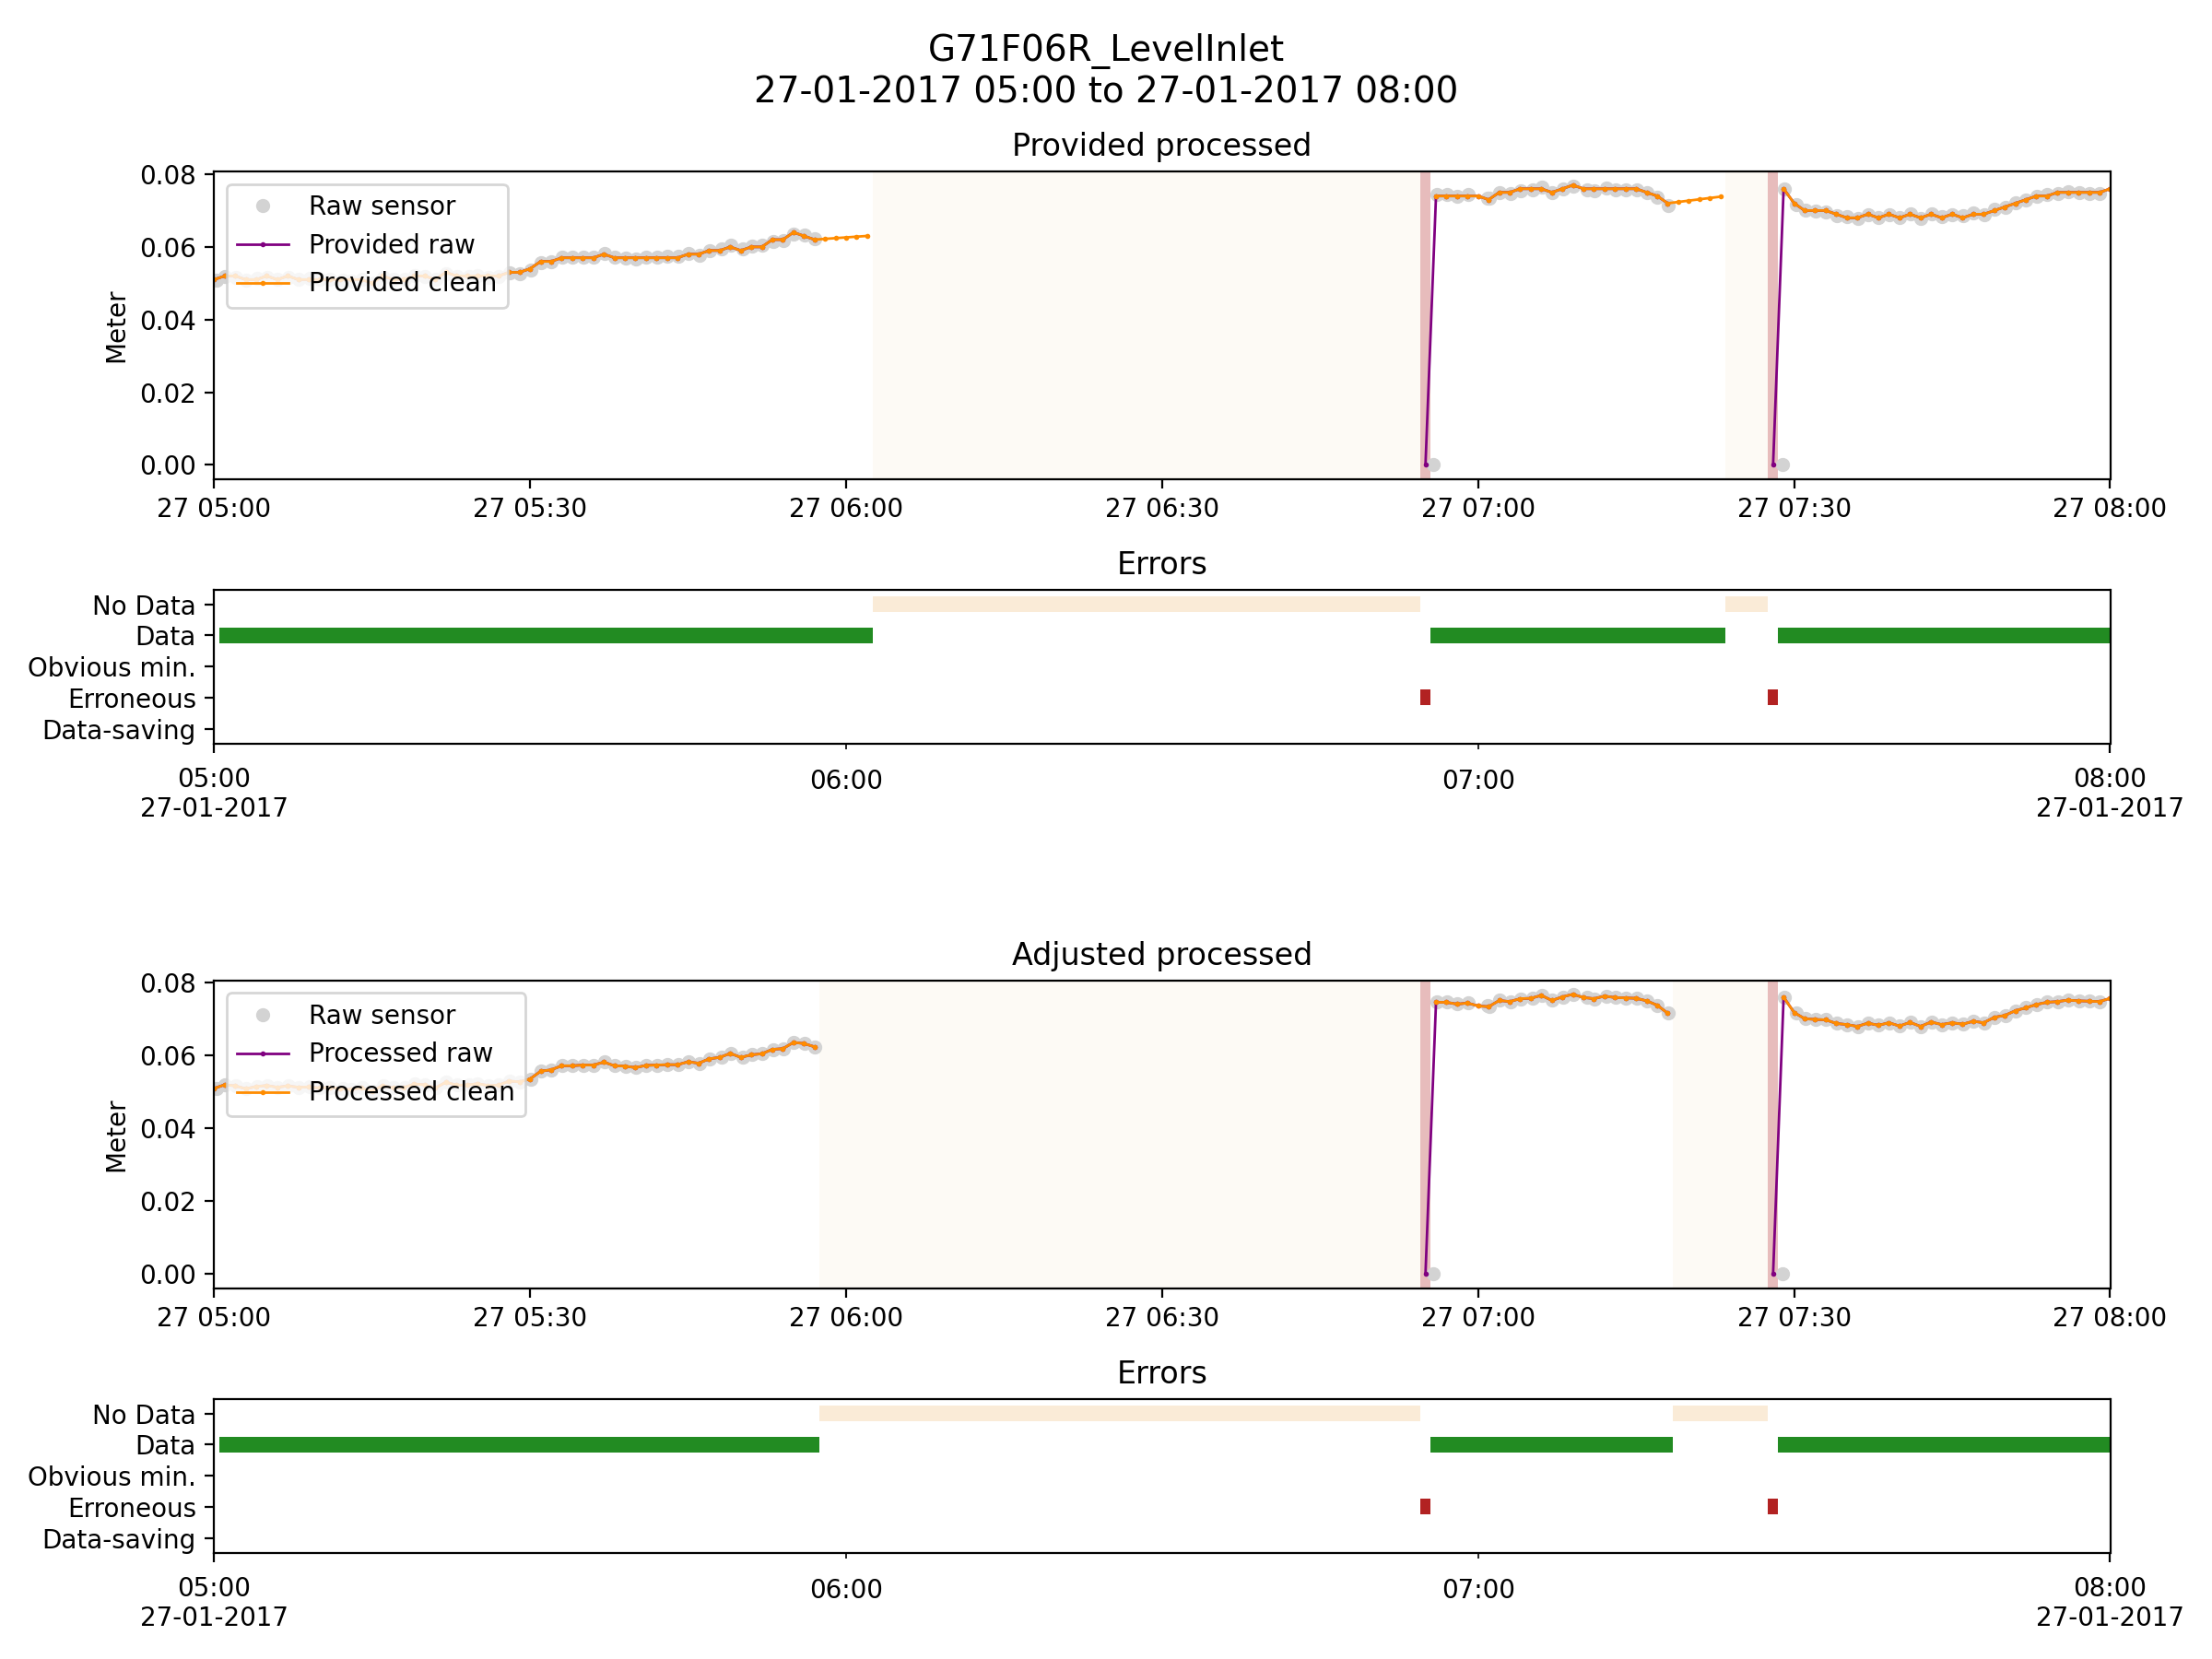 G71F06R_LevelInlet
27-01-2017 05:00 to 27-01-2017 08:00
Provided processed
0.08
0.06
0.04
0.02
0.00
Meter
Raw sensor
Provided raw
Provided clean
27 05:00 27 05:30 27 06:00 27 06:30 27 07:00 27 07:30 27 08:00
Errors
No Data
Data
Obvious min.
Erroneous
Data-saving
05:00 06:00 07:00 08:00
27-01-2017 27-01-2017
Adjusted processed
0.08
0.06
0.04
0.02
0.00
Meter
Raw sensor
Processed raw
Processed clean
27 05:00 27 05:30 27 06:00 27 06:30 27 07:00 27 07:30 27 08:00
Errors
No Data
Data
Obvious min.
Erroneous
Data-saving
05:00 06:00 07:00 08:00
27-01-2017 27-01-2017